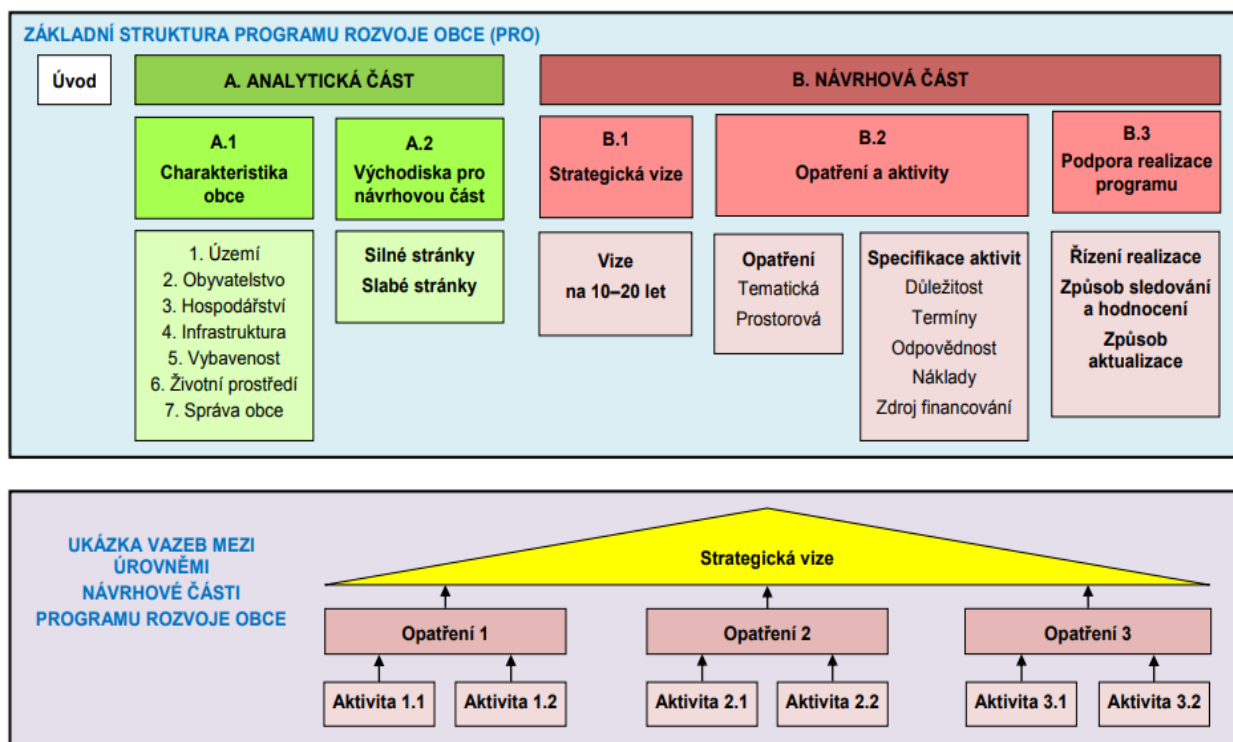 ZÁKLADNÍ STRUKTURA PROGRAMU ROZVOJE OBCE (PRO)
Úvod
A. ANALYTICKÁ ČÁST
B. NÁVRHOVÁ ČÁST
A.1
Charakteristika
obce
A.2
Východiska pro
návrhovou část
B.1
Strategická vize
B.2
Opatření a aktivity
B.3
Podpora realizace
programu
1. Území
2. Obyvatelstvo
3. Hospodářství
4. Infrastruktura
5. Vybavenost
6. Životní prostředí
7. Správa obce
Silné stránky
Slabé stránky
Vize
na 10–20 let
Opatření
Tematická
Prostorová
Specifikace aktivit
Důležitost
Termíny
Odpovědnost
Náklady
Zdroj financování
Řízení realizace
Způsob sledování
a hodnocení
Způsob
aktualizace
UKÁZKA VAZEB MEZI
ÚROVNĚMI
NÁVRHOVÉ ČÁSTI
PROGRAMU ROZVOJE OBCE
Strategická vize
Opatření 1
Opatření 2
Opatření 3
Aktivita 1.1
Aktivita 1.2
Aktivita 2.1
Aktivita 2.2
Aktivita 3.1
Aktivita 3.2